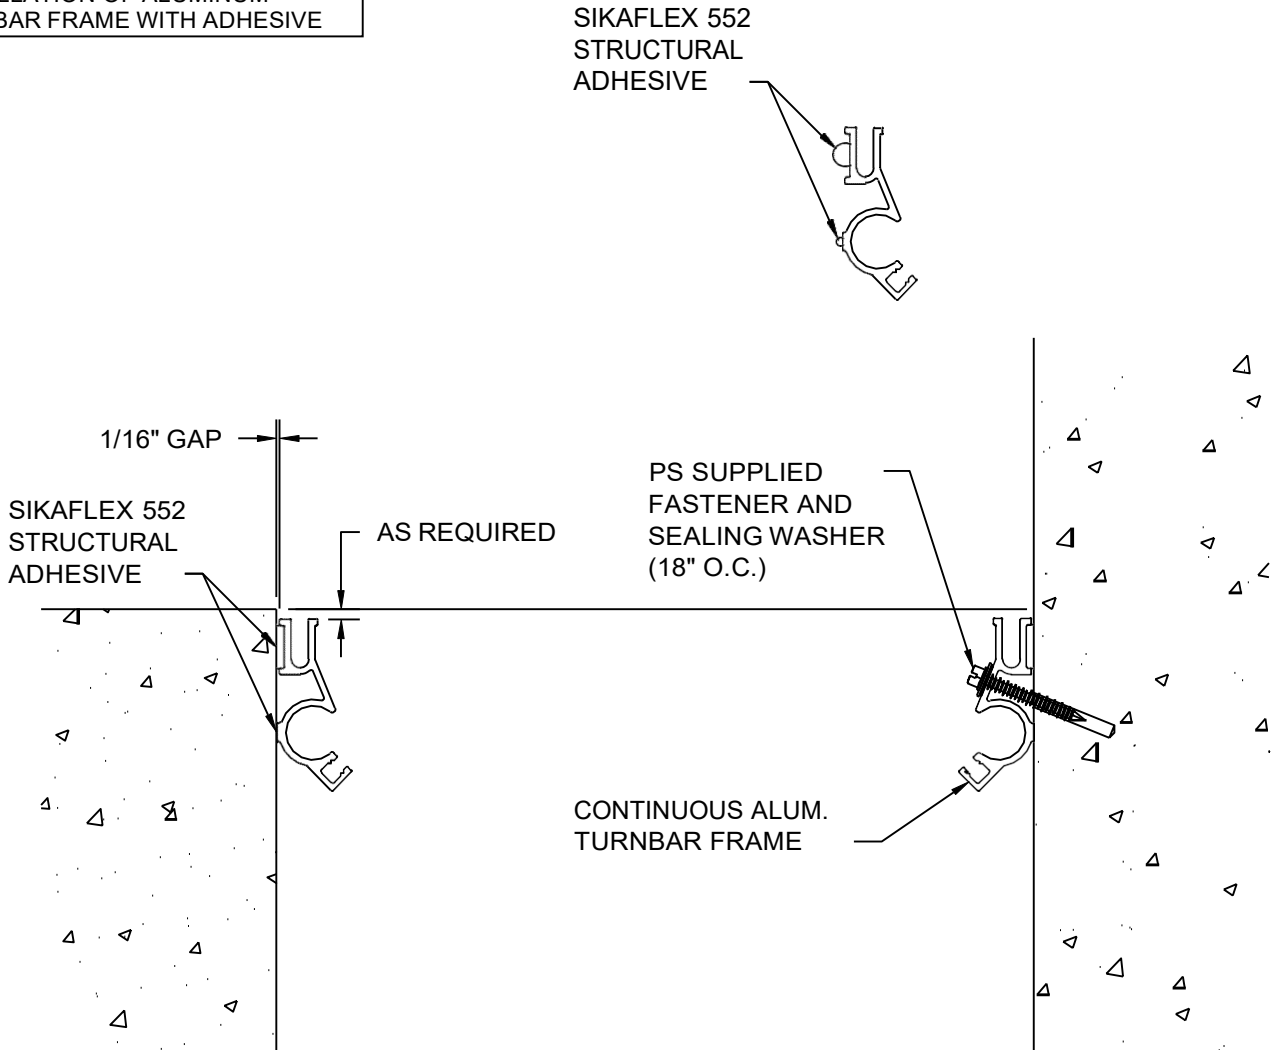 BAR FRAME WITH ADHESIVE
SIKAFLEX 552
STRUCTURAL
ADHESIVE
1/16" GAP
SIKAFLEX 552
STRUCTURAL
ADHESIVE
AS REQUIRED
PS SUPPLIED
FASTENER AND
SEALING WASHER
(18" O.C.)
CONTINUOUS ALUM.
TURNBAR FRAME